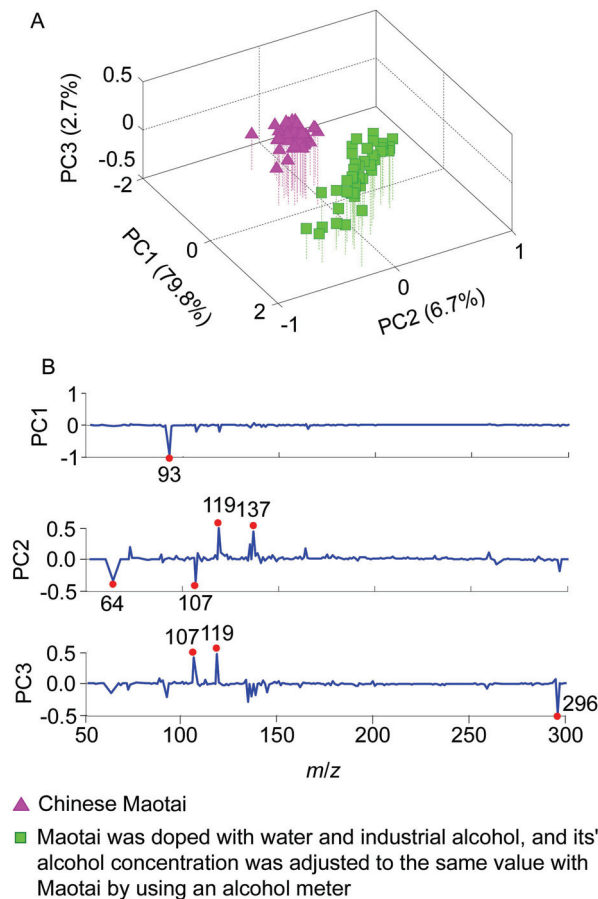 A
0.5
0
-0.5
-2
0
2
-1
0
1
PC3 (2.7%)
PC1 (79.8%)
PC2 (6.7%)
B
1
0
-1
PC1
93
119 137
0.5
0.0
-0.5
PC2
64
107
107 119
0.5
0.0
-0.5
PC3
296
50 100 150 200 250 300
m/z
Chinese Maotai
Maotai was doped with water and industrial alcohol, and its'
alcohol concentration was adjusted to the same value with
Maotai by using an alcohol meter